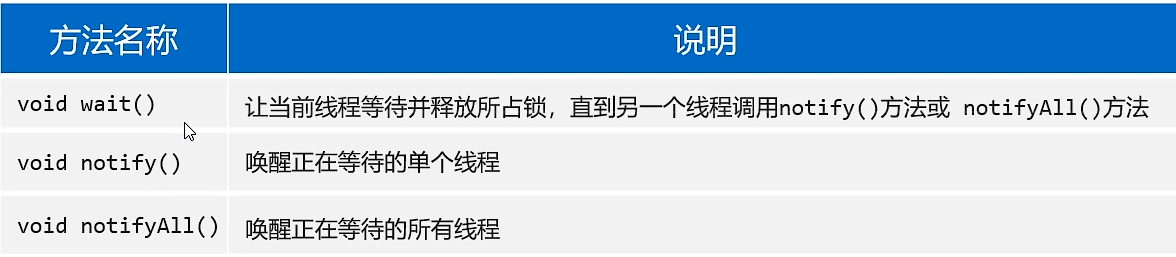 方法名称 说明
void wait() 让当前线程等待并释放所占锁，直到另一个线程调用notify()方法或 notifyAll()方法
void notify() 唤醒正在等待的单个线程
void notifyAll() 唤醒正在等待的所有线程